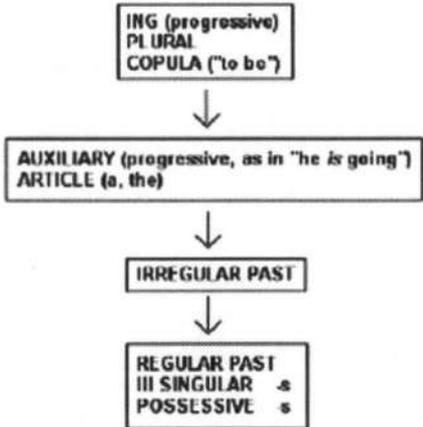 ING (progressive)
PLURAL
COPULA ("to be")
AUXILIARY (progressive, as in "he is going")
ARTICLE (a, the)
IRREGULAR PAST
REGULAR PAST
III SINGULAR -s
POSSESSIVE -s